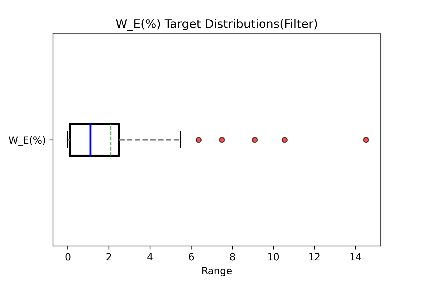 W_E(%) Target Distributions(Filter)
W_E(%)
0 2 4 6 8 10 12 14
Range